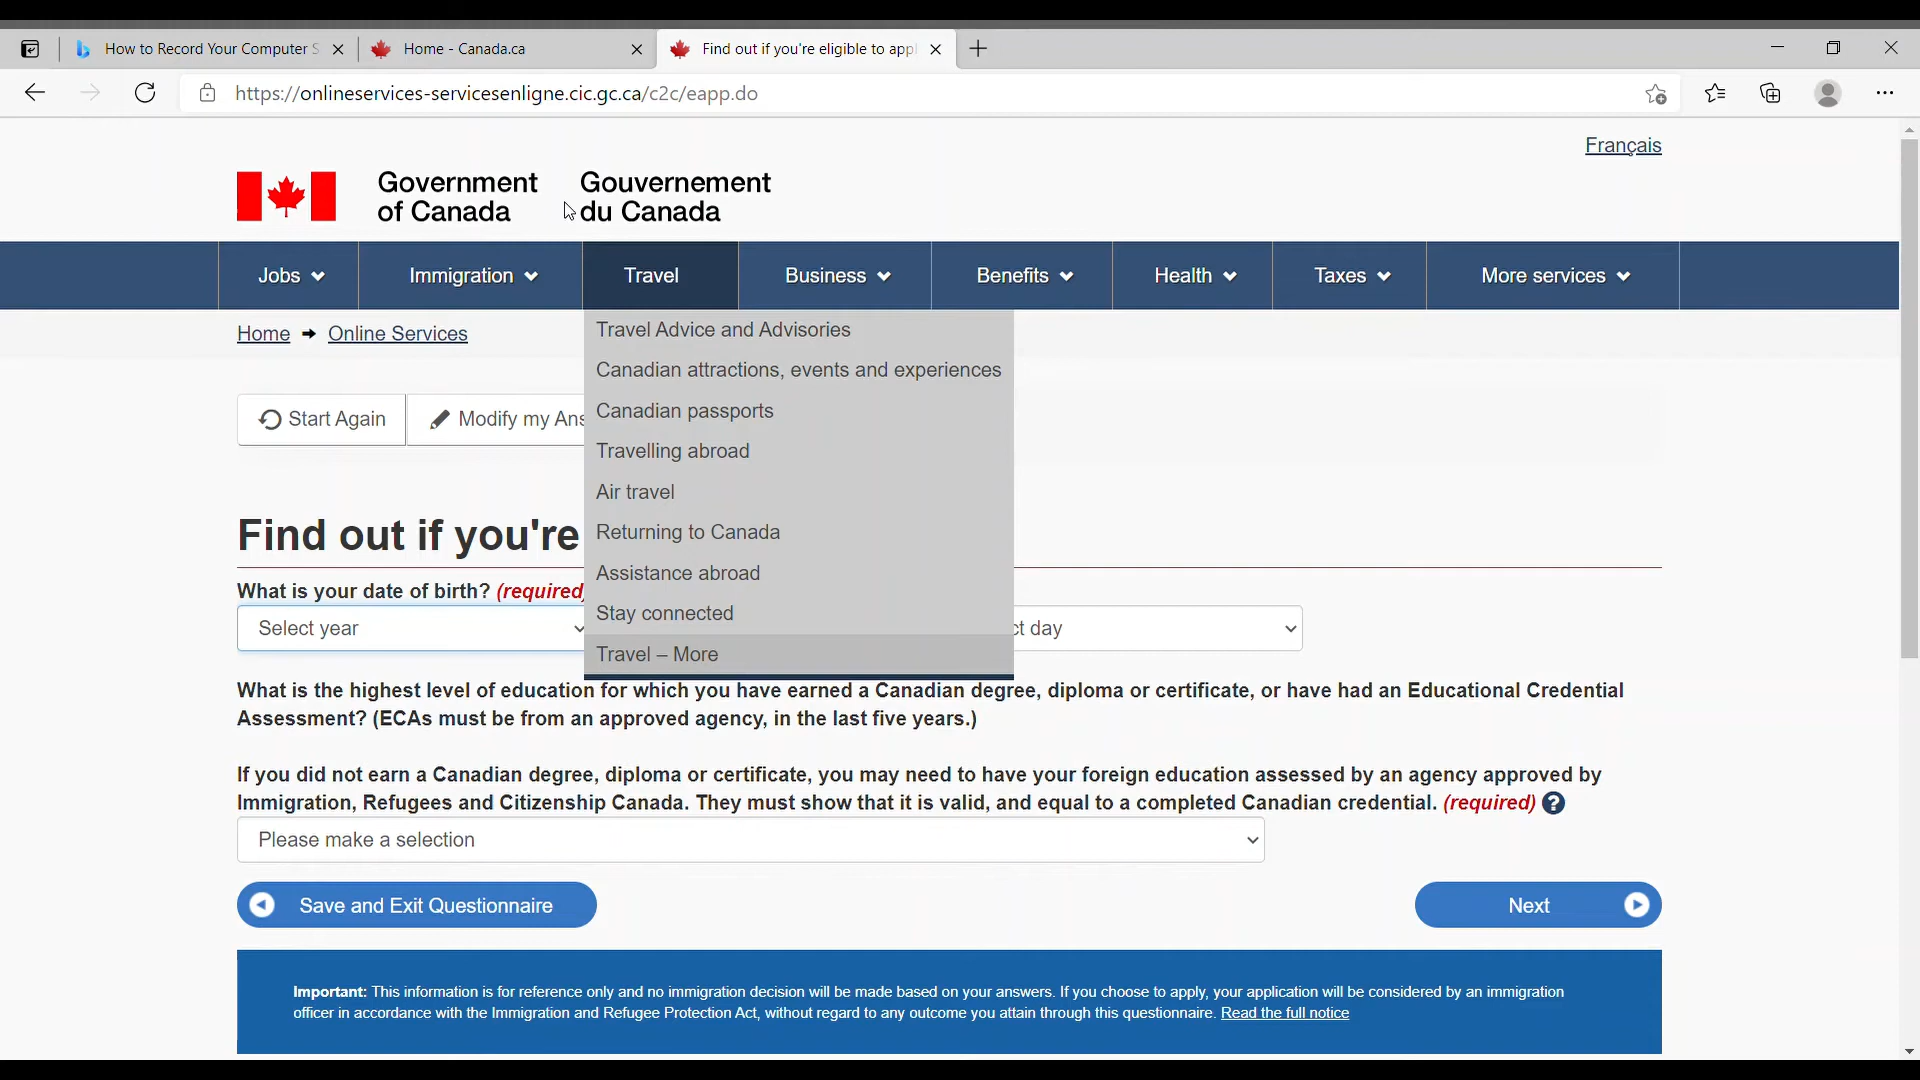 How to Record Your Computer S
Home - Canada.ca
Find out if you're eligible to appl
https://onlineservices-servicesenligne.cic.gc.ca/c2c/eapp.do
Français
Government Gouvernement
of Canada du Canada
Jobs Immigration Travel Business Benefits Health Taxes More services
Home Online Services
Travel Advice and Advisories
Canadian attractions, events and experiences
Canadian passports
Travelling abroad
Air travel
Returning to Canada
Assistance abroad
Stay connected
Travel – More
Start Again Modify my Ans
Find out if you're
What is your date of birth? (required)
Select year ct day
What is the highest level of education for which you have earned a Canadian degree, diploma or certificate, or have had an Educational Credential
Assessment? (ECAs must be from an approved agency, in the last five years.)
If you did not earn a Canadian degree, diploma or certificate, you may need to have your foreign education assessed by an agency approved by
Immigration, Refugees and Citizenship Canada. They must show that it is valid, and equal to a completed Canadian credential. (required) ?
Please make a selection
Save and Exit Questionnaire Next
Important: This information is for reference only and no immigration decision will be made based on your answers. If you choose to apply, your application will be considered by an immigration
officer in accordance with the Immigration and Refugee Protection Act, without regard to any outcome you attain through this questionnaire. Read the full notice